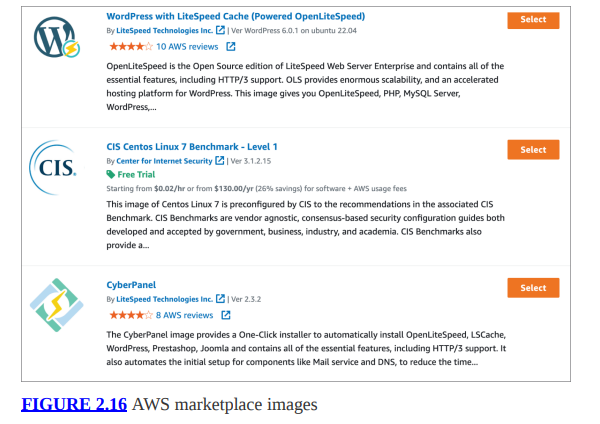 WordPress with LiteSpeed Cache (Powered OpenLiteSpeed)
Select
By LiteSpeed Technologies Inc. | Ver WordPress 6.0.1 on ubuntu 22.04
10 AWS reviews
OpenLiteSpeed is the Open Source edition of LiteSpeed Web Server Enterprise and contains all of the
essential features, including HTTP/3 support. OLS provides enormous scalability, and an accelerated
hosting platform for WordPress. This image gives you OpenLiteSpeed, PHP, MySQL Server,
WordPress,...
CIS.
CIS Centos Linux 7 Benchmark - Level 1
Select
By Center for Internet Security | Ver 3.1.2.15
Free Trial
Starting from $0.02/hr or from $130.00/yr (26% savings) for software + AWS usage fees
This image of Centos Linux 7 is preconfigured by CIS to the recommendations in the associated CIS
Benchmark. CIS Benchmarks are vendor agnostic, consensus-based security configuration guides both
developed and accepted by government, business, industry, and academia. CIS Benchmarks also
provide a...
CyberPanel
Select
By LiteSpeed Technologies Inc. | Ver 2.3.2
8 AWS reviews
The CyberPanel image provides a One-Click installer to automatically install OpenLiteSpeed, LSCache,
WordPress, Prestashop, Joomla and contains all of the essential features, including HTTP/3 support. It
also automates the initial setup for components like Mail service and DNS, to reduce the time...
FIGURE 2.16 AWS marketplace images